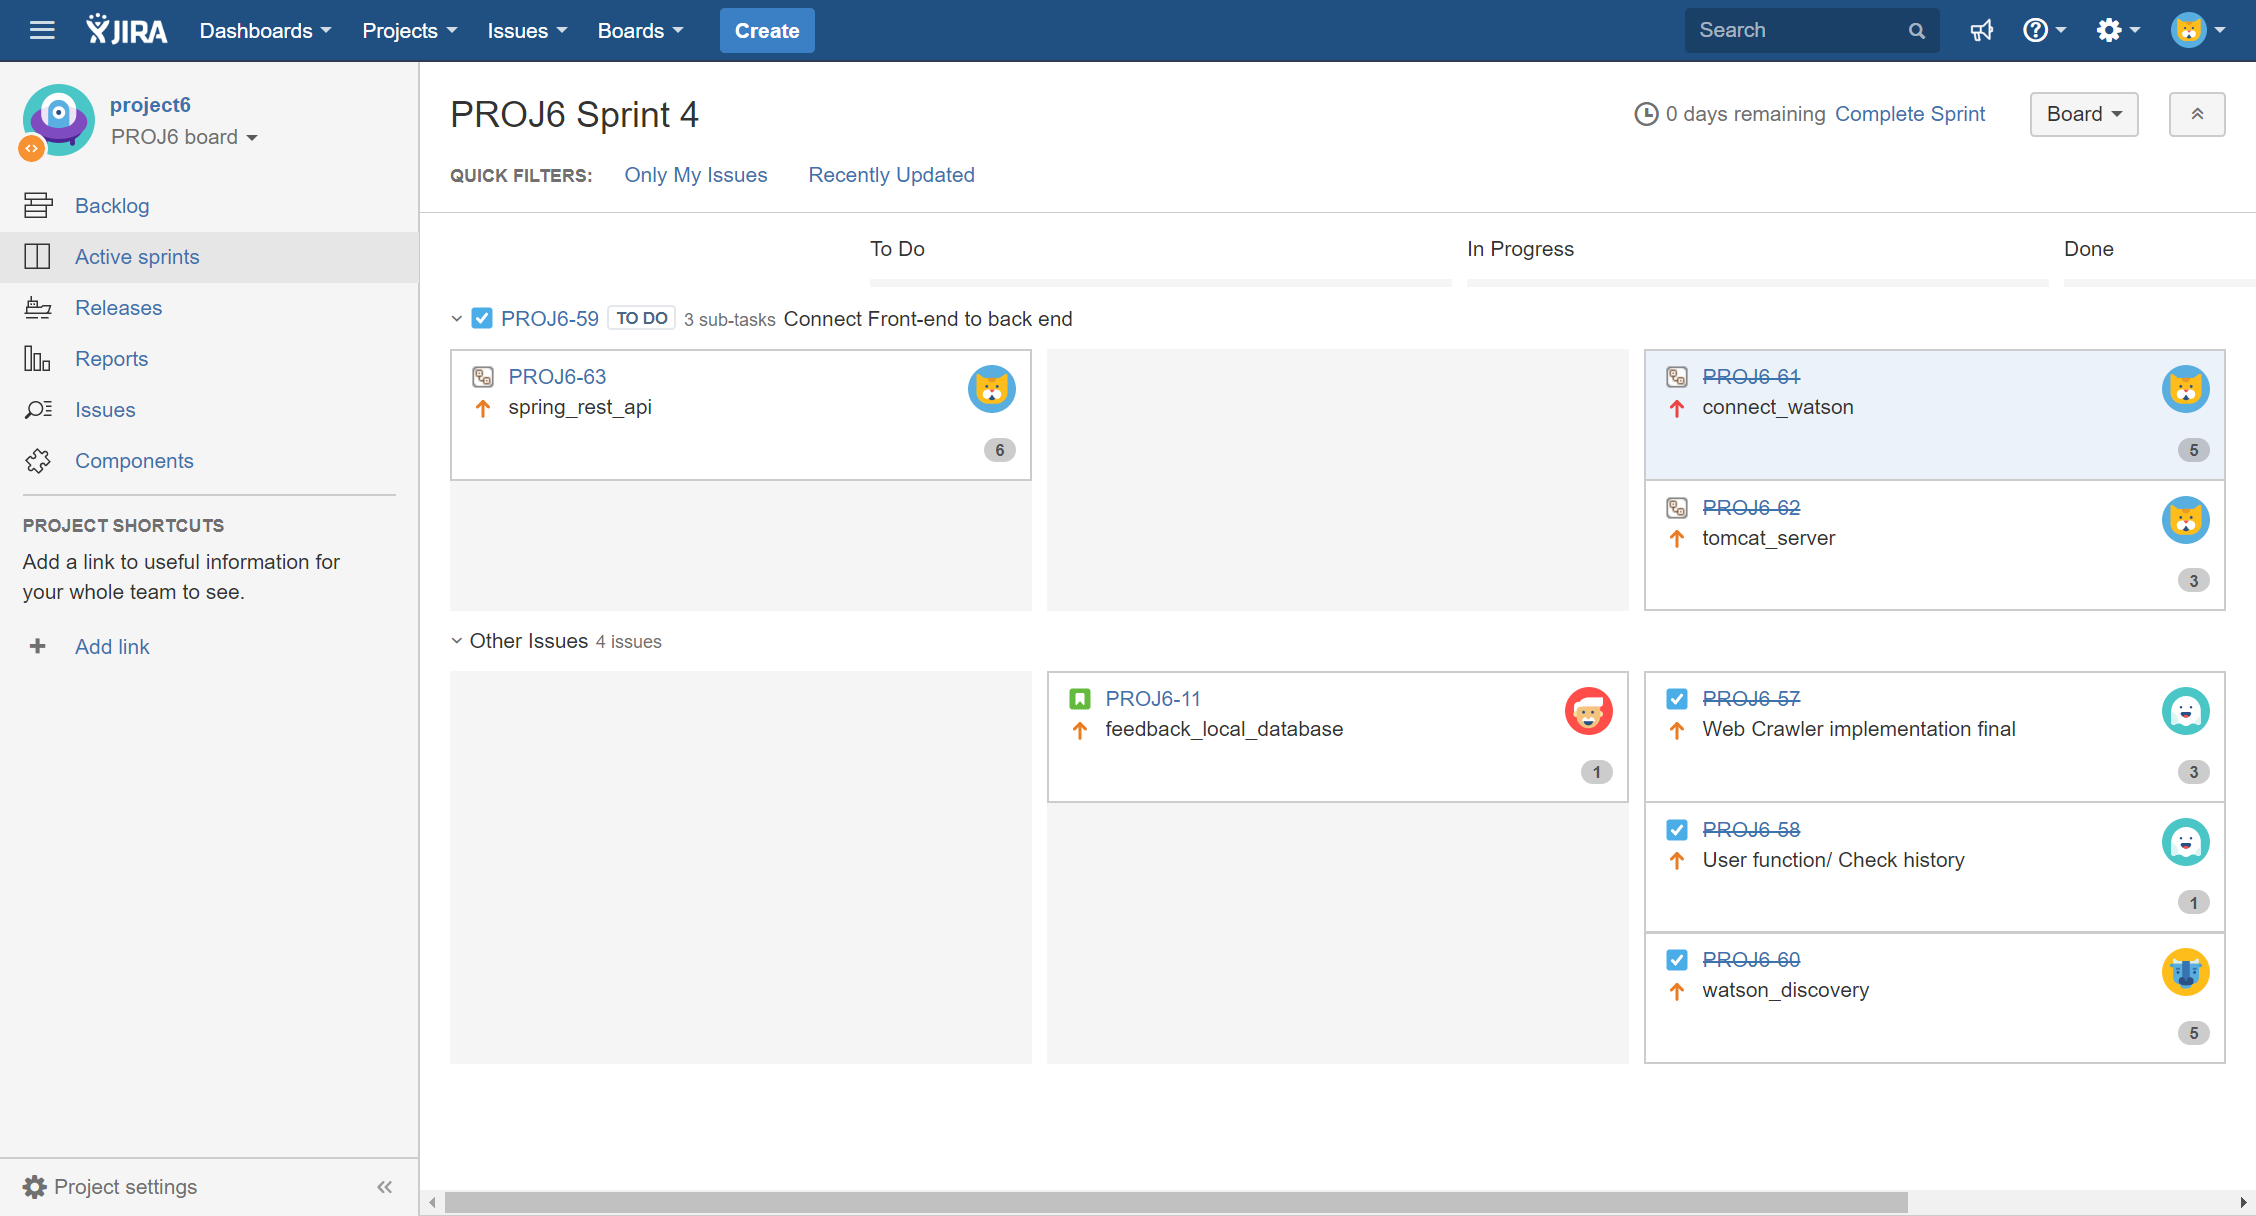 JIRA Dashboards Projects Issues Boards Create Search
project6
PROJ6 board
Backlog
Active sprints
Releases
Reports
Issues
Components
PROJECT SHORTCUTS
Add a link to useful information for
your whole team to see.
Add link
Project settings
PROJ6 Sprint 4
0 days remaining Complete Sprint Board
QUICK FILTERS: Only My Issues Recently Updated
To Do In Progress Done
PROJ6-59 TO DO 3 sub-tasks Connect Front-end to back end
PROJ6-63
spring_rest_api
6
PROJ6-61
connect_watson
5
PROJ6-62
tomcat_server
3
Other Issues 4 issues
PROJ6-11
feedback_local_database
1
PROJ6-57
Web Crawler implementation final
3
PROJ6-58
User function/ Check history
1
PROJ6-60
watson_discovery
5